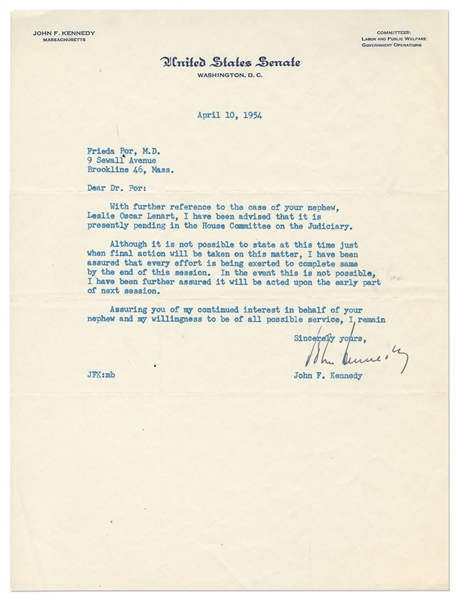 JOHN F. KENNEDY
MASSACHUSETTS
COMMITTEES:
LABOR AND PUBLIC WELFARE
GOVERNMENT OPERATIONS
United States Senate
WASHINGTON, D. C.
April 10, 1954
Frieda Por, M.D.
9 Sewall Avenue
Brookline 46, Mass.
Dear Dr. Por:
With further reference to the case of your nephew,
Leslie Oscar Lenart, I have been advised that it is
presently pending in the House Committee on the Judiciary.
Although it is not possible to state at this time just
when final action will be taken on this matter, I have been
assured that every effort is being exerted to complete same
by the end of this session. In the event this is not possible,
I have been further assured it will be acted upon the early part
of next session.
Assuring you of my continued interest in behalf of your
nephew and my willingness to be of all possible service, I remain
Sincerely yours,
John Kennedy
JFK:mb
John F. Kennedy